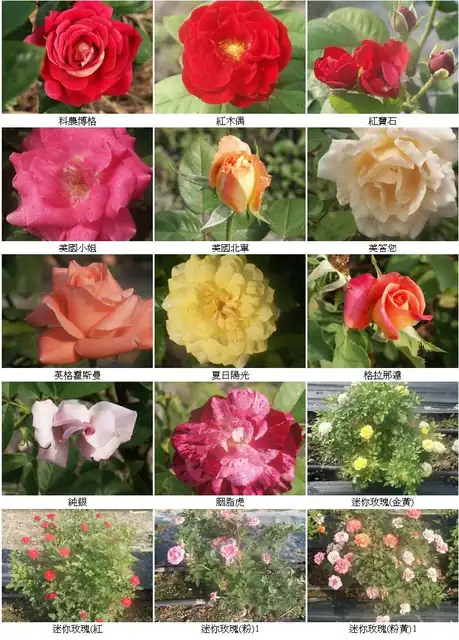 科農博格
紅木偶
紅寶石
美國小姐
美國北軍
美笛您
英格麗斯曼
夏日陽光
格拉那達
純銀
胭脂虎
迷你玫瑰(金黃)
迷你玫瑰(紅
迷你玫瑰(粉)1
迷你玫瑰(粉黃)1